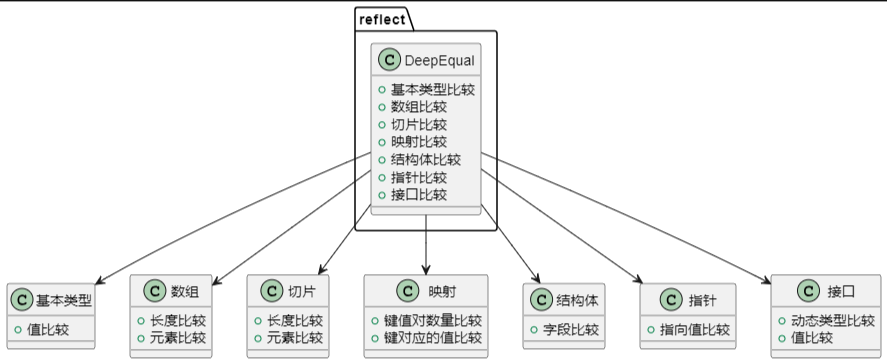 reflect
C DeepEqual
基本类型比较
数组比较
切片比较
映射比较
结构体比较
指针比较
接口比较
C 基本类型
值比较
C 数组
长度比较
元素比较
C 切片
长度比较
元素比较
C 映射
键值对数量比较
键对应的值比较
C 结构体
字段比较
C 指针
指向值比较
C 接口
动态类型比较
值比较